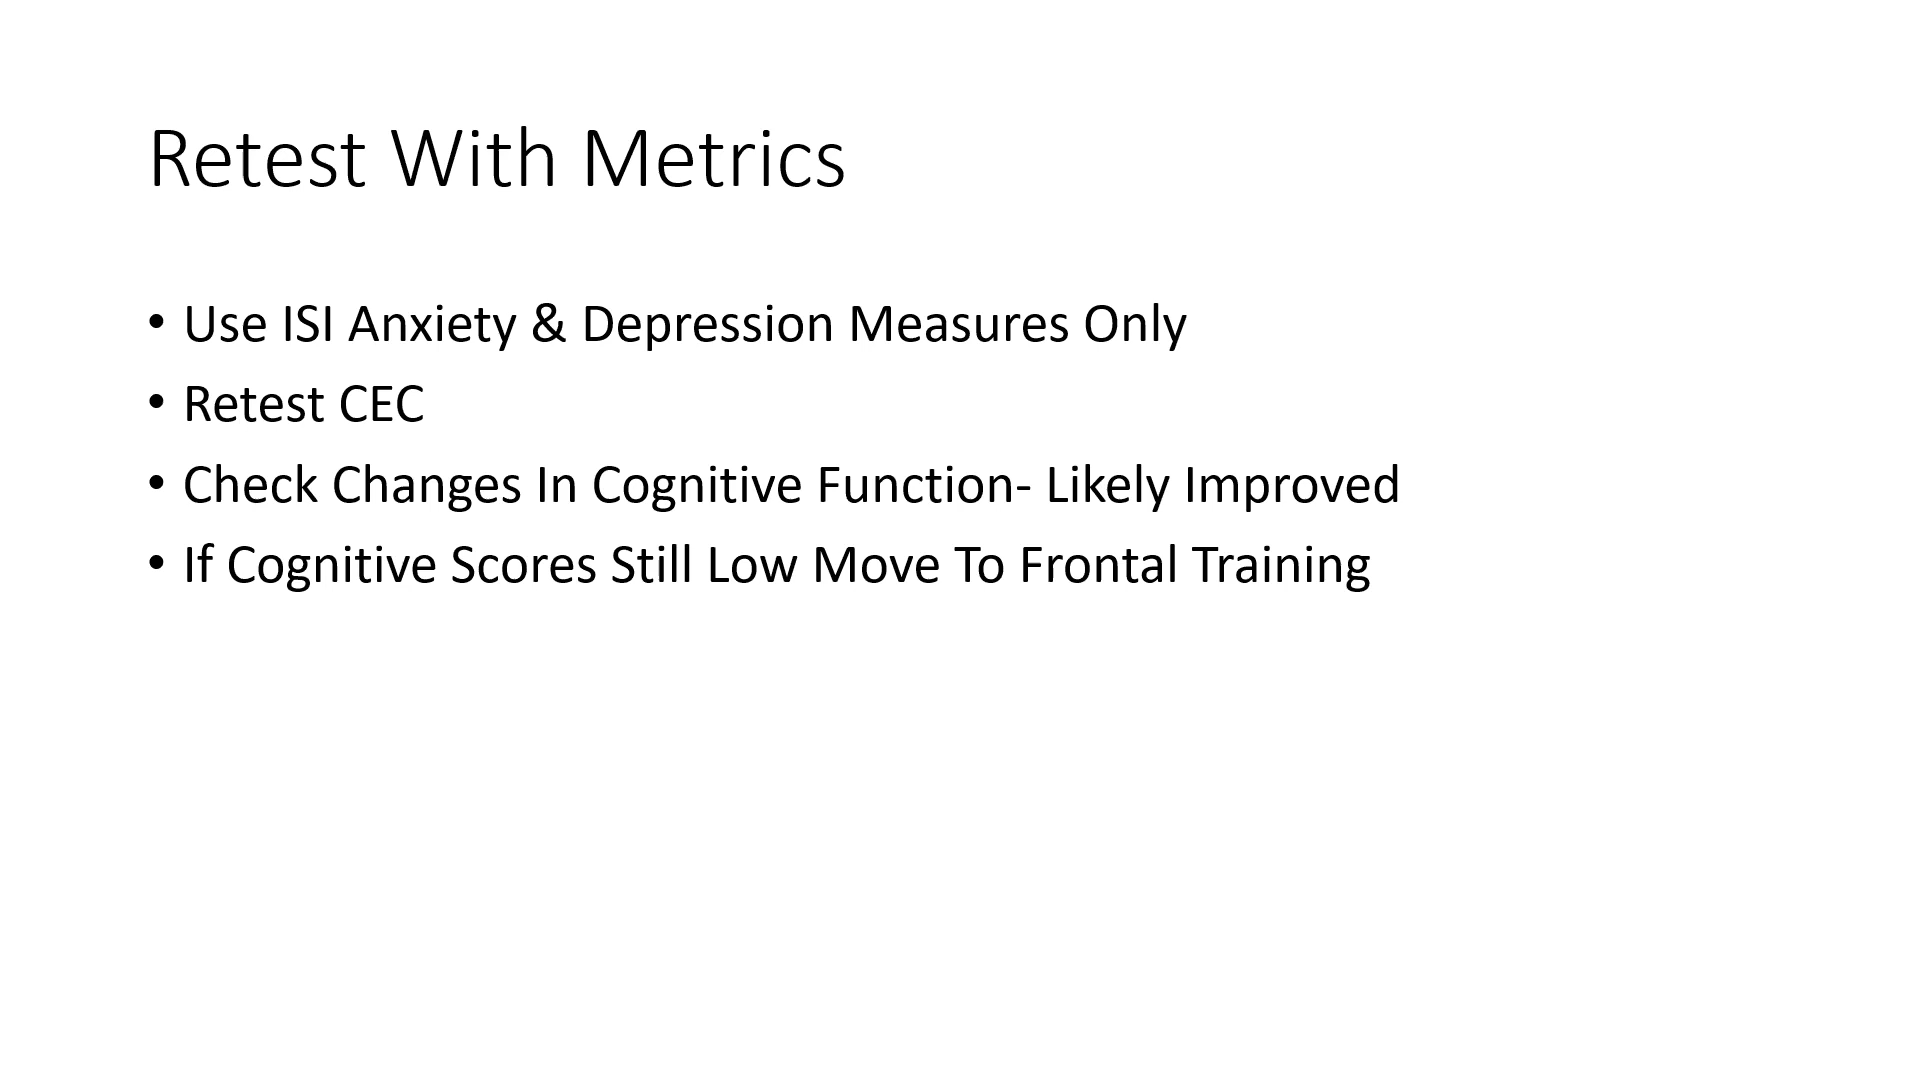 Retest With Metrics
• Use ISI Anxiety & Depression Measures Only
• Retest CEC
• Check Changes In Cognitive Function- Likely Improved
• If Cognitive Scores Still Low Move To Frontal Training